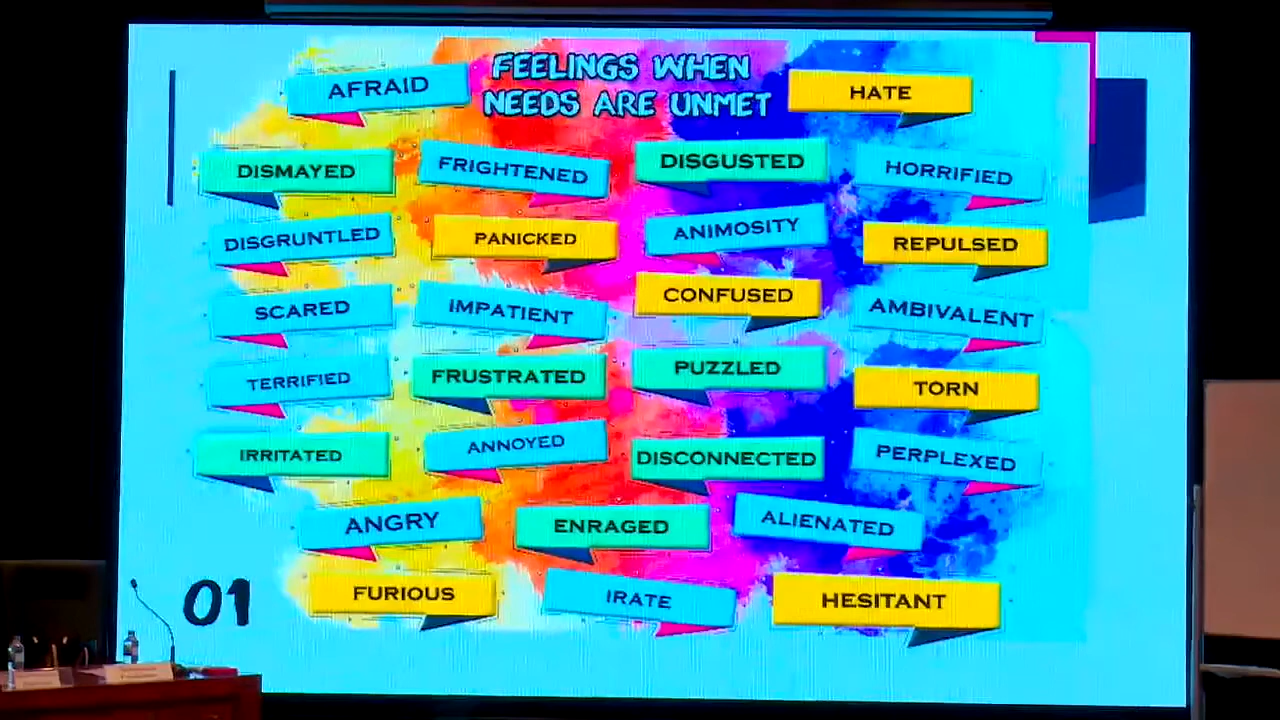 FEELINGS WHEN
NEEDS ARE UNMET
AFRAID
HATE
DISMAYED
FRIGHTENED
DISGUSTED
HORRIFIED
DISGRUNTLED
PANICKED
ANIMOSITY
REPULSED
SCARED
IMPATIENT
CONFUSED
AMBIVALENT
TERRIFIED
FRUSTRATED
PUZZLED
TORN
IRRITATED
ANNOYED
DISCONNECTED
PERPLEXED
ANGRY
ENRAGED
ALIENATED
FURIOUS
IRATE
HESITANT
01